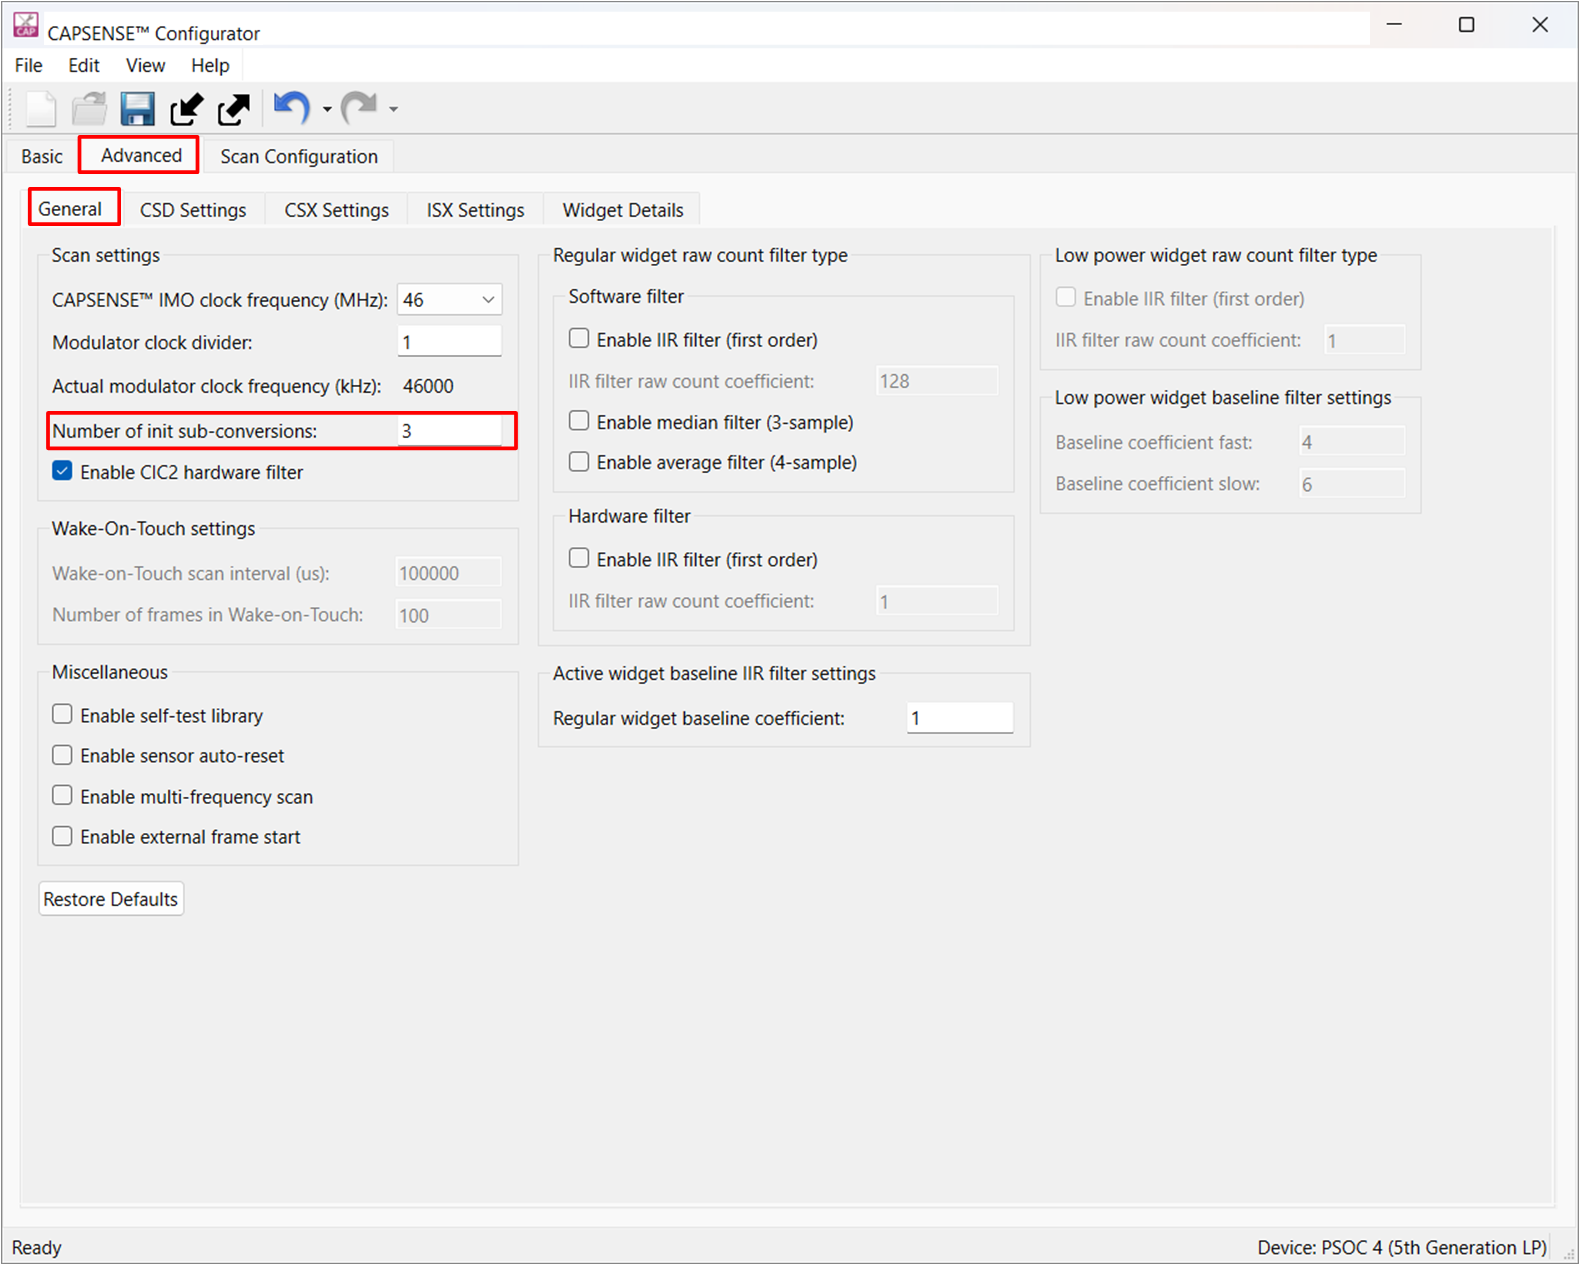 CAP
CAPSENSE™ Configurator
File Edit View Help
Basic Advanced Scan Configuration
General CSD Settings CSX Settings ISX Settings Widget Details
Scan settings
CAPSENSE™ IMO clock frequency (MHz): 46
Modulator clock divider: 1
Actual modulator clock frequency (kHz): 46000
Number of init sub-conversions: 3
Enable CIC2 hardware filter
Wake-On-Touch settings
Wake-on-Touch scan interval (us): 100000
Number of frames in Wake-on-Touch: 100
Miscellaneous
Enable self-test library
Enable sensor auto-reset
Enable multi-frequency scan
Enable external frame start
Restore Defaults
Regular widget raw count filter type
Software filter
Enable IIR filter (first order)
IIR filter raw count coefficient: 128
Enable median filter (3-sample)
Enable average filter (4-sample)
Hardware filter
Enable IIR filter (first order)
IIR filter raw count coefficient: 1
Active widget baseline IIR filter settings
Regular widget baseline coefficient: 1
Low power widget raw count filter type
Enable IIR filter (first order)
IIR filter raw count coefficient: 1
Low power widget baseline filter settings
Baseline coefficient fast: 4
Baseline coefficient slow: 6
Ready
Device: PSOC 4 (5th Generation LP)